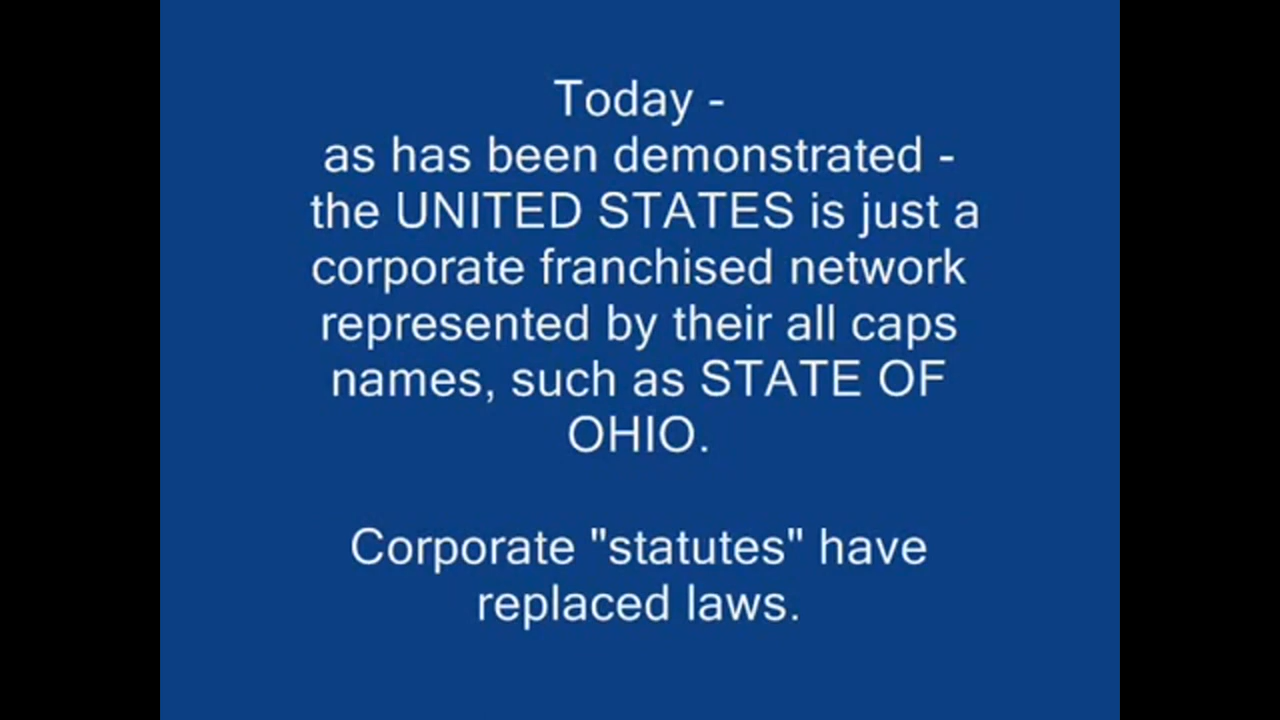 Today -
as has been demonstrated -
the UNITED STATES is just a
corporate franchised network
represented by their all caps
names, such as STATE OF
OHIO.
Corporate "statutes" have
replaced laws.